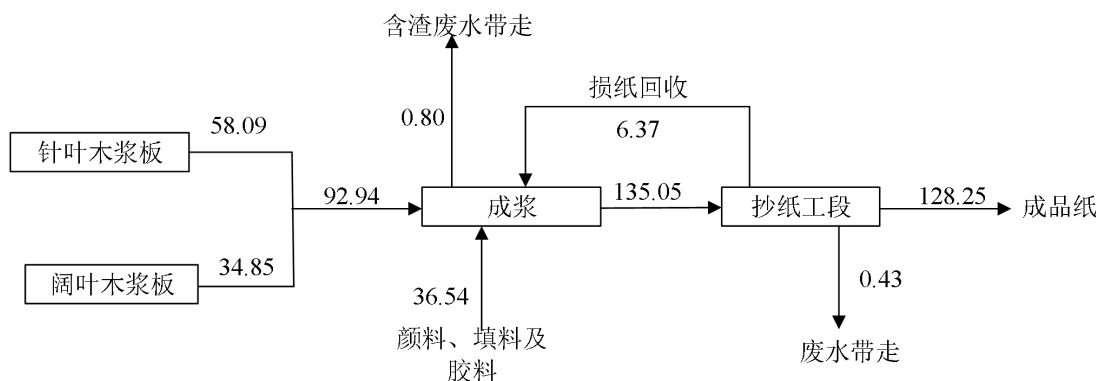 含渣废水带走
损纸回收
0.80
6.37
58.09
针叶木浆板
92.94
成浆
135.05
抄纸工段
128.25
成品纸
34.85
阔叶木浆板
36.54
0.43
颜料、填料及
胶料
废水带走